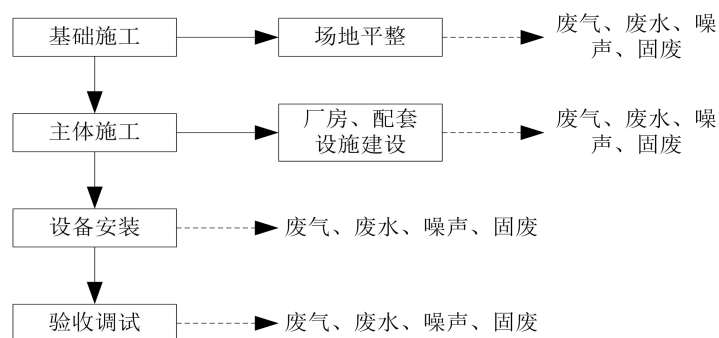 基础施工
场地平整
废气、废水、噪
声、固废
主体施工
厂房、配套
设施建设
废气、废水、噪
声、固废
设备安装
废气、废水、噪声、固废
验收调试
废气、废水、噪声、固废